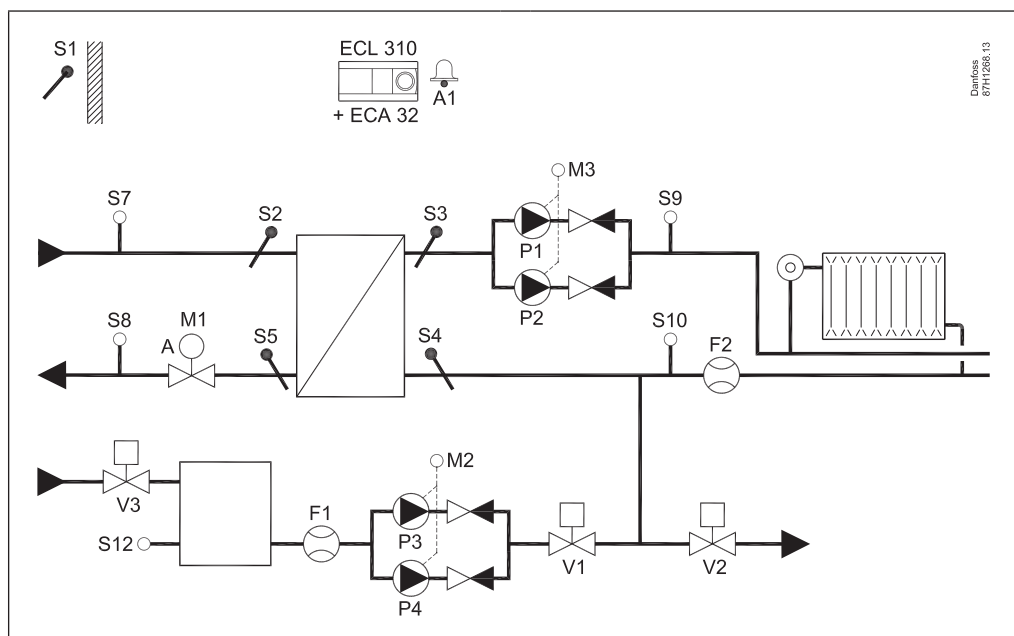 S1
ECL 310
A1
+ ECA 32
Danfoss
87H1268.13
M3
S7
S2
S3
S9
P1
P2
S8
M1
A
S5
S4
S10
F2
M2
V3
F1
P3
S12
V1
V2
P4